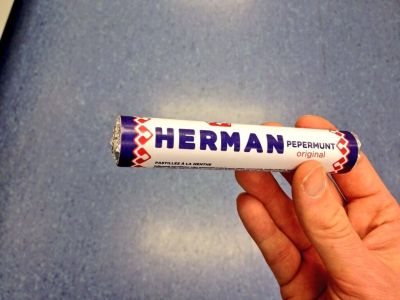 HERMAN PEPERMUNT
original
PASTILLES À LA MENTHE